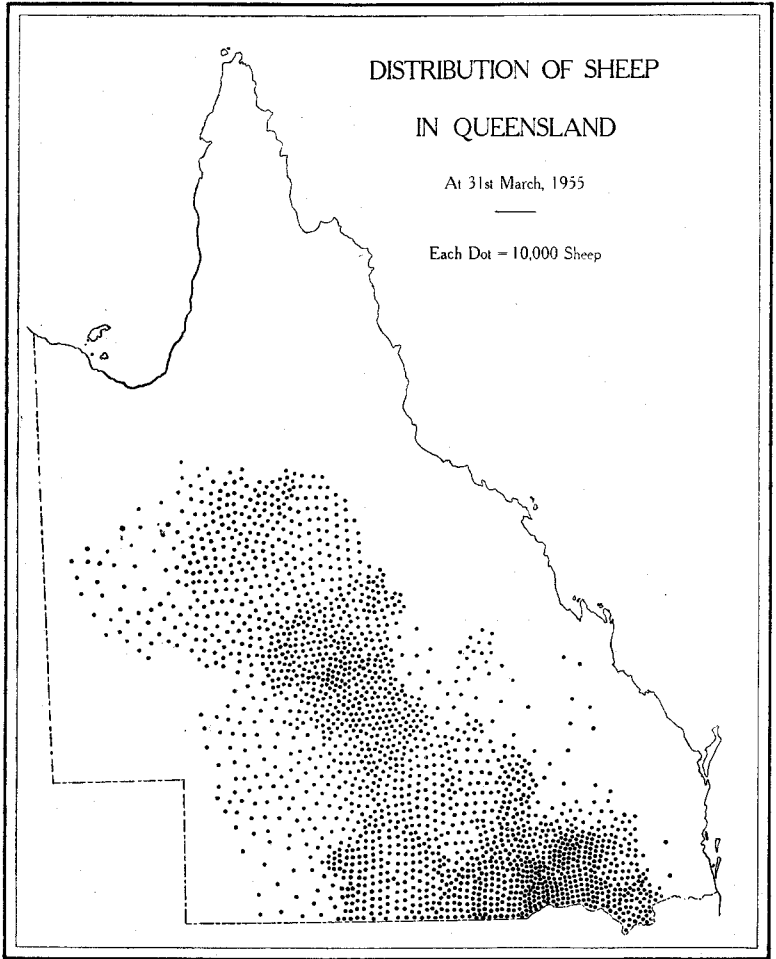 DISTRIBUTION OF SHEEP
IN QUEENSLAND
At 31st March, 1955
Each Dot = 10,000 Sheep